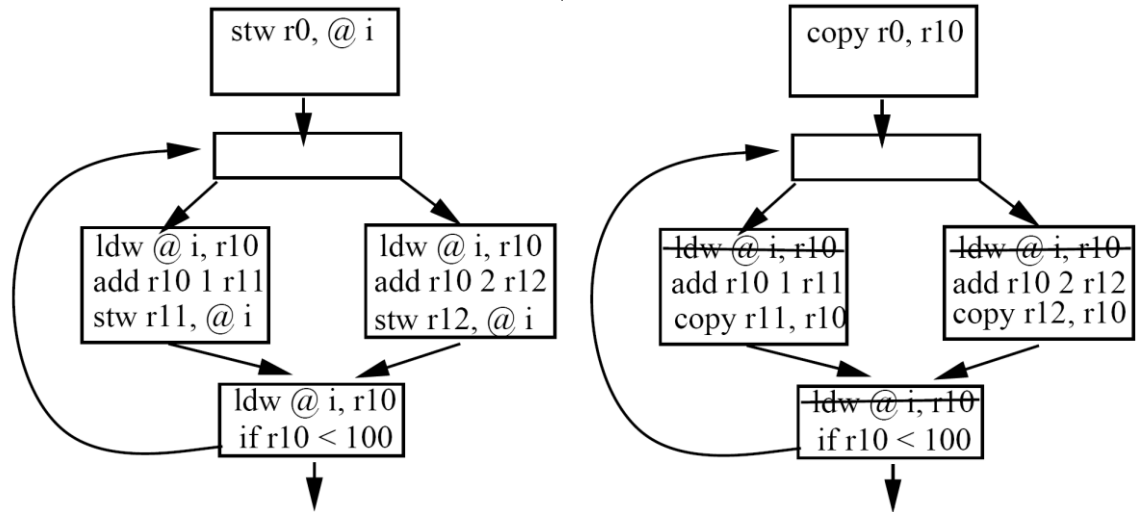 stw r0, @ i
ldw @ i, r10
add r10 1 r11
stw r11, @ i
ldw @ i, r10
add r10 2 r12
stw r12, @ i
ldw @ i, r10
if r10 < 100
copy r0, r10
ldw @ i, r10
add r10 1 r11
copy r11, r10
ldw @ i, r10
add r10 2 r12
copy r12, r10
ldw @ i, r10
if r10 < 100